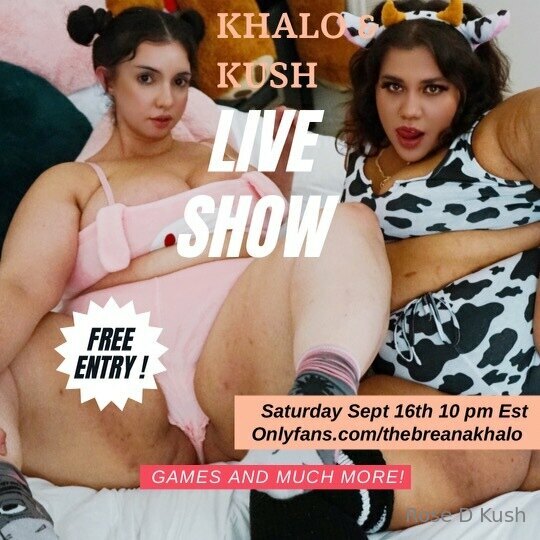 KHALO &
KUSH
LIVE
SHOW
FREE
ENTRY !
Saturday Sept 16th 10 pm Est
Onlyfans.com/thebreanakhalo
GAMES AND MUCH MORE!
Rose D Kush